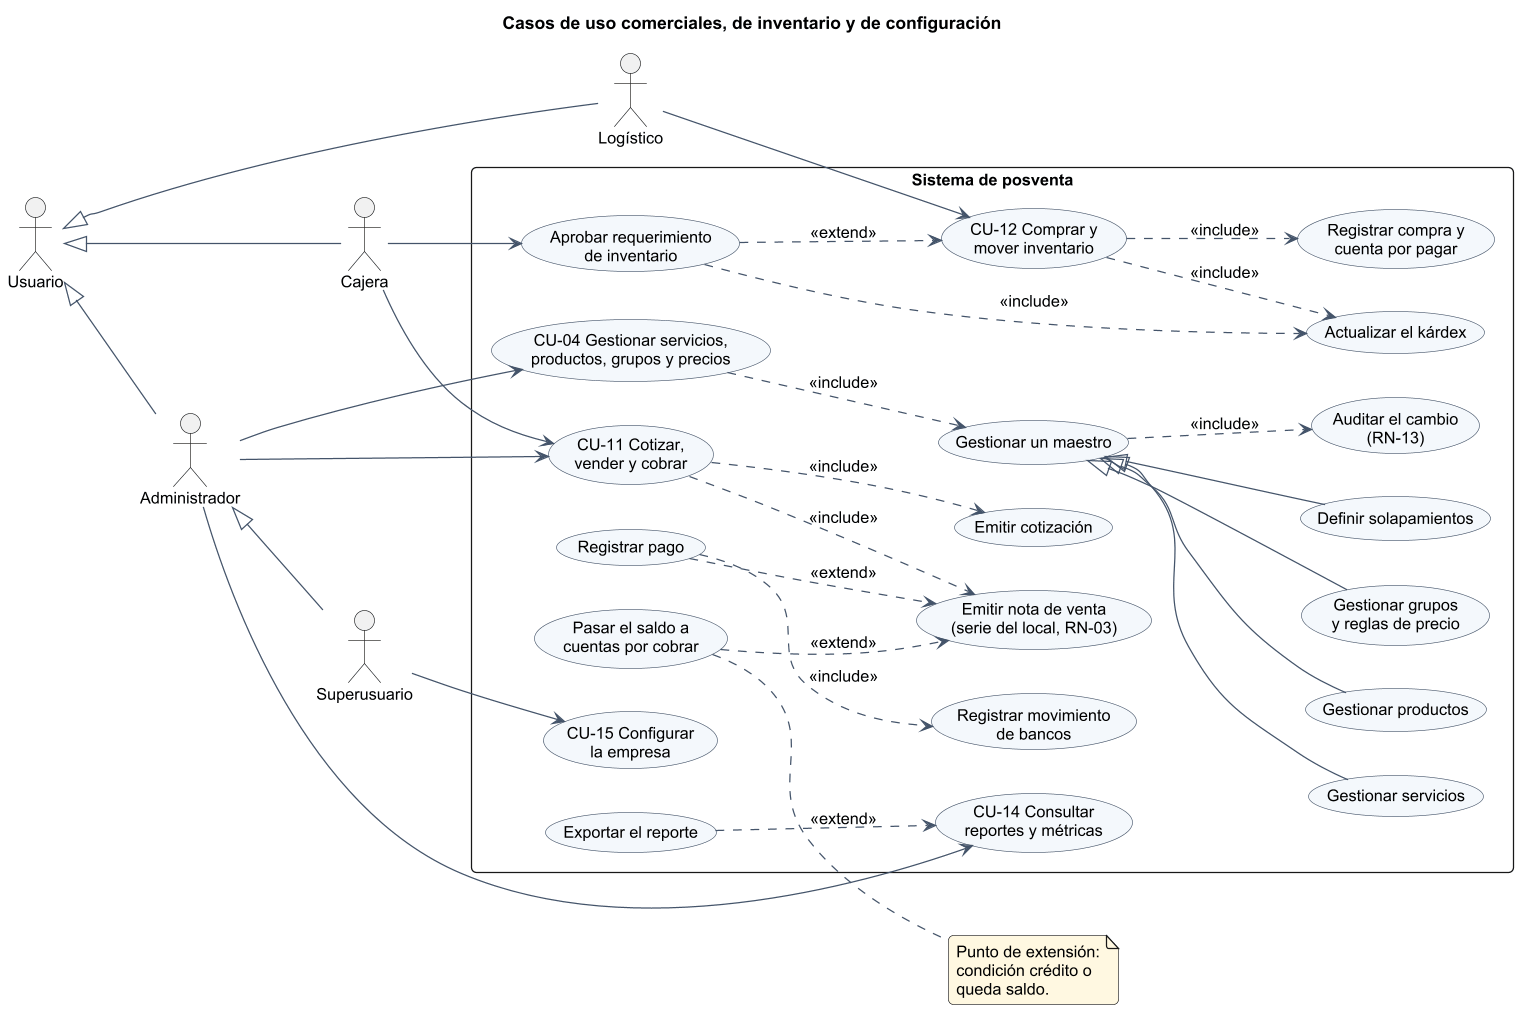 Casos de uso comerciales, de inventario y de configuración
Logístico
Sistema de posventa
Usuario
Cajera
Aprobar requerimiento
de inventario
«extend»
CU-12 Comprar y
mover inventario
«include»
Registrar compra y
cuenta por pagar
«include»
«include»
Actualizar el kárdex
CU-04 Gestionar servicios,
productos, grupos y precios
«include»
Gestionar un maestro
«include»
Auditar el cambio
(RN-13)
Administrador
CU-11 Cotizar,
vender y cobrar
«include»
«include»
Emitir cotización
Definir solapamientos
Registrar pago
«extend»
Emitir nota de venta
(serie del local, RN-03)
Gestionar grupos
y reglas de precio
Pasar el saldo a
cuentas por cobrar
«extend»
«include»
Superusuario
Registrar movimiento
de bancos
Gestionar productos
CU-15 Configurar
la empresa
Gestionar servicios
Exportar el reporte
«extend»
CU-14 Consultar
reportes y métricas
Punto de extensión:
condición crédito o
queda saldo.